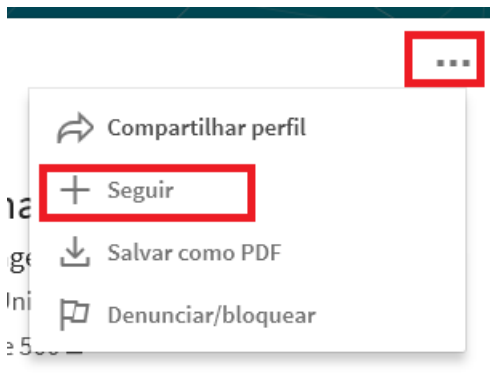 ...
Compartilhar perfil
Seguir
Salvar como PDF
Denunciar/bloquear